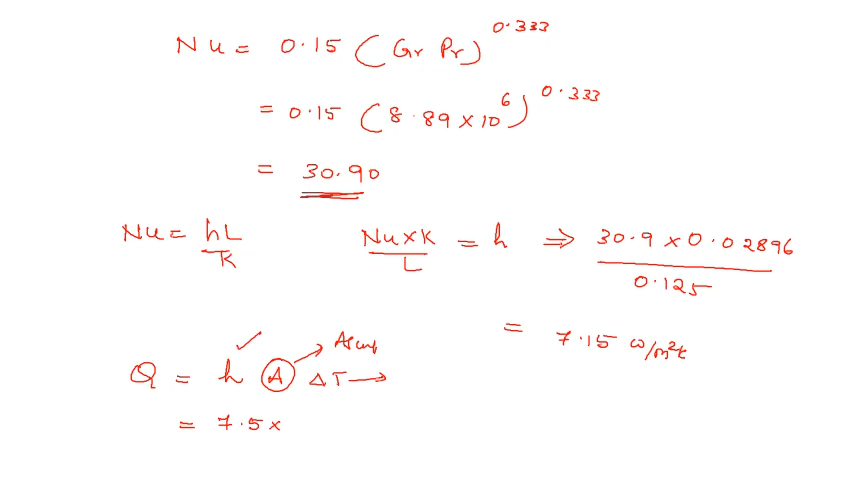 Nu = 0.15 (Gr Pr)^0.333
= 0.15 (8.89 x 10^6)^0.333
= 30.90
Nu = hL/K    Nu x K/L = h ⇒ 30.9 x 0.02896/0.125
= 7.15 W/m²K
Q = h A ΔT →
= 7.5 x